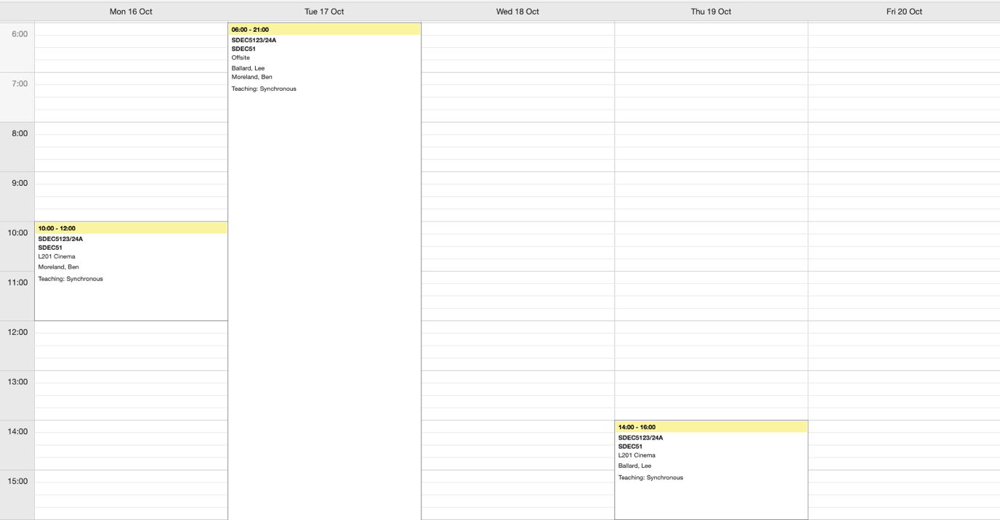 Mon 16 Oct
Tue 17 Oct
Wed 18 Oct
Thu 19 Oct
Fri 20 Oct
6:00
7:00
8:00
9:00
10:00
11:00
12:00
13:00
14:00
15:00
10:00 - 12:00
SDEC5123/24A
SDEC51
L201 Cinema
Moreland, Ben
Teaching: Synchronous
06:00 - 21:00
SDEC5123/24A
SDEC51
Offsite
Ballard, Lee
Moreland, Ben
Teaching: Synchronous
14:00 - 16:00
SDEC5123/24A
SDEC51
L201 Cinema
Ballard, Lee
Teaching: Synchronous